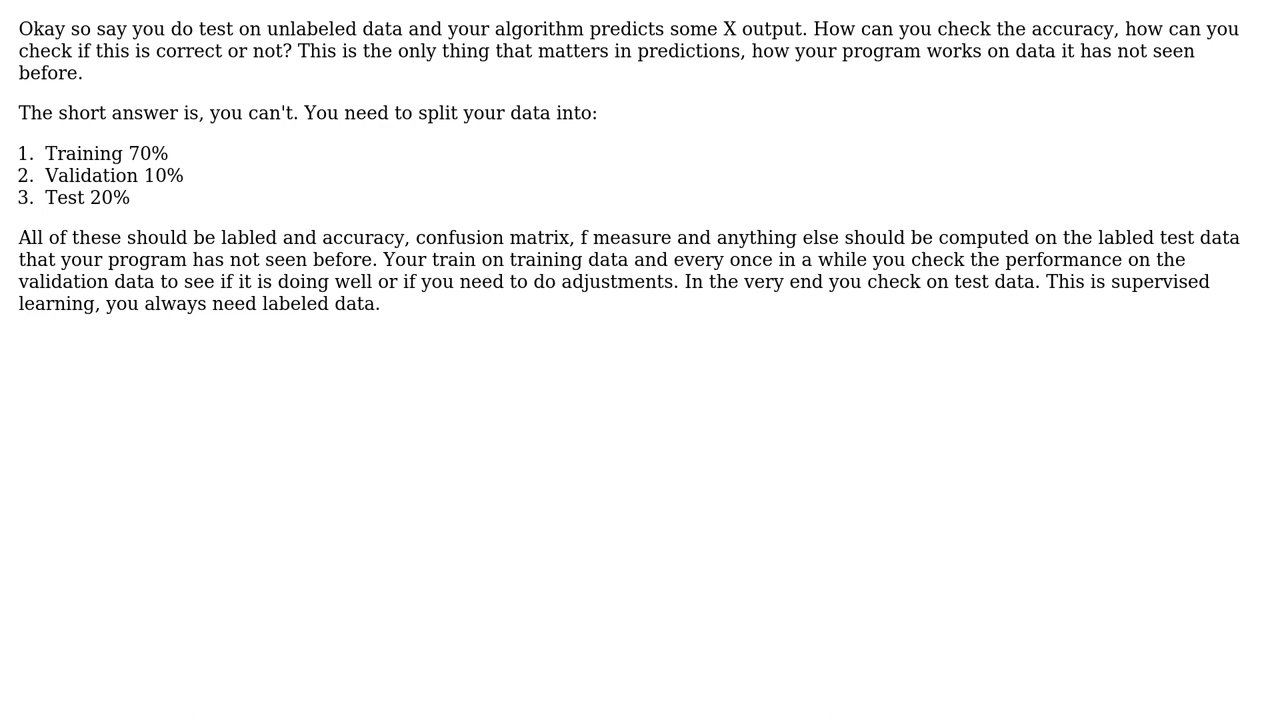 Okay so say you do test on unlabeled data and your algorithm predicts some X output. How can you check the accuracy, how can you
check if this is correct or not? This is the only thing that matters in predictions, how your program works on data it has not seen
before.
The short answer is, you can't. You need to split your data into:
1. Training 70%
2. Validation 10%
3. Test 20%
All of these should be labled and accuracy, confusion matrix, f measure and anything else should be computed on the labled test data
that your program has not seen before. Your train on training data and every once in a while you check the performance on the
validation data to see if it is doing well or if you need to do adjustments. In the very end you check on test data. This is supervised
learning, you always need labeled data.